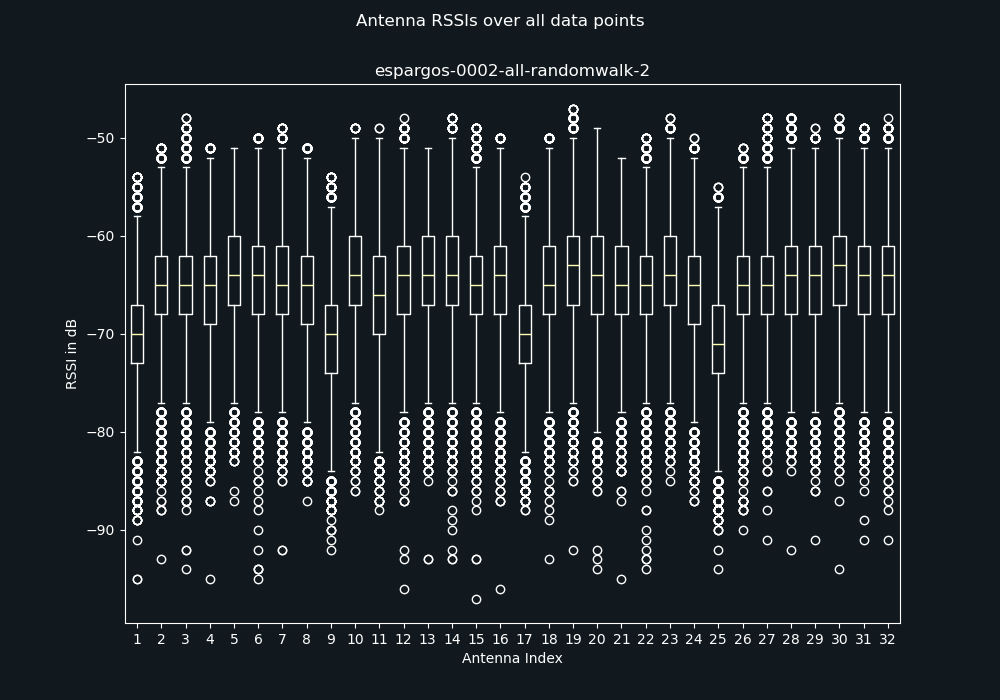 Antenna RSSIs over all data points
espargos-0002-all-randomwalk-2
−50
−60
−70
−80
−90
RSSI in dB
1 2 3 4 5 6 7 8 9 10 11 12 13 14 15 16 17 18 19 20 21 22 23 24 25 26 27 28 29 30 31 32
Antenna Index